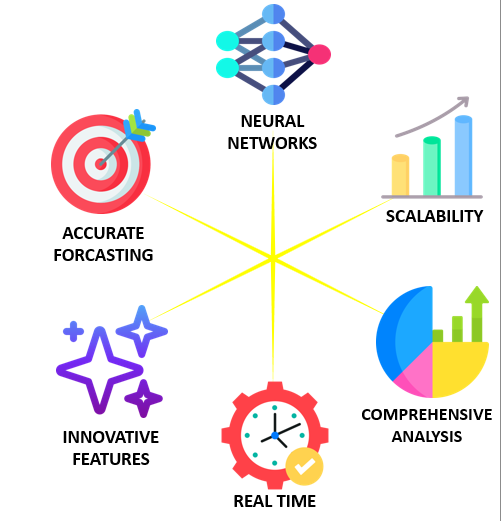 NEURAL
NETWORKS
SCALABILITY
ACCURATE
FORCASTING
COMPREHENSIVE
ANALYSIS
INNOVATIVE
FEATURES
REAL TIME